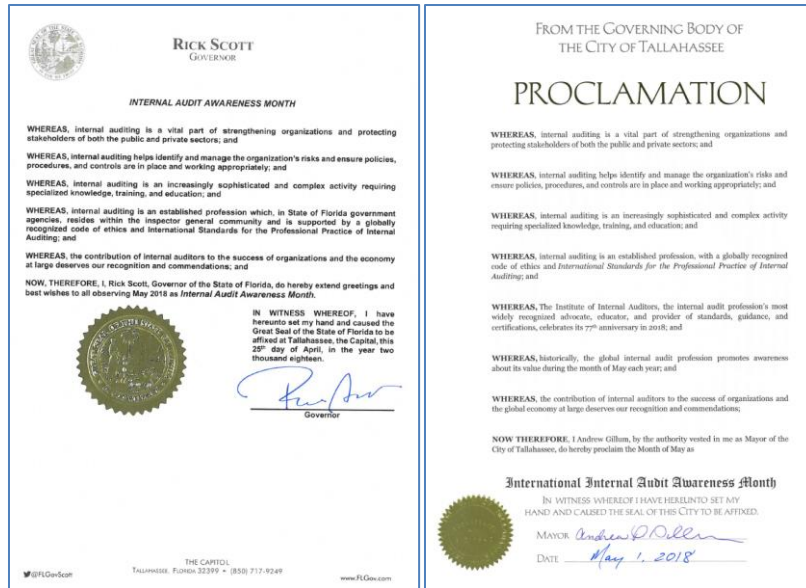 RICK SCOTT
GOVERNOR
INTERNAL AUDIT AWARENESS MONTH
WHEREAS, internal auditing is a vital part of strengthening organizations and protecting
stakeholders of both the public and private sectors; and
WHEREAS, internal auditing helps identify and manage the organization's risks and ensure policies,
procedures, and controls are in place and working appropriately; and
WHEREAS, internal auditing is an increasingly sophisticated and complex activity requiring
specialized knowledge, training, and education; and
WHEREAS, internal auditing is an established profession which, in State of Florida government
agencies, resides within the inspector general community and is supported by a globally
recognized code of ethics and International Standards for the Professional Practice of Internal
Auditing; and
WHEREAS, the contribution of internal auditors to the success of organizations and the economy
at large deserves our recognition and commendations; and
NOW, THEREFORE, I, Rick Scott, Governor of the State of Florida, do hereby extend greetings and
best wishes to all observing May 2018 as Internal Audit Awareness Month.
IN WITNESS WHEREOF, I have
hereunto set my hand and caused the
Great Seal of the State of Florida to be
affixed at Tallahassee, the Capital, this
25th day of April, in the year two
thousand eighteen.
Governor
THE CAPITOL
TALLAHASSEE, FLORIDA 32399 • (850) 717-9249
@FLGovScott
www.FLGov.com
FROM THE GOVERNING BODY OF
THE CITY OF TALLAHASSEE
PROCLAMATION
WHEREAS, internal auditing is a vital part of strengthening organizations and
protecting stakeholders of both the public and private sectors; and
WHEREAS, internal auditing helps identify and manage the organization's risks and
ensure policies, procedures, and controls are in place and working appropriately; and
WHEREAS, internal auditing is an increasingly sophisticated and complex activity
requiring specialized knowledge, training, and education; and
WHEREAS, internal auditing is an established profession, with a globally recognized
code of ethics and International Standards for the Professional Practice of Internal
Auditing; and
WHEREAS, The Institute of Internal Auditors, the internal audit profession's most
widely recognized advocate, educator, and provider of standards, guidance, and
certifications, celebrates its 77th anniversary in 2018; and
WHEREAS, historically, the global internal audit profession promotes awareness
about its value during the month of May each year; and
WHEREAS, the contribution of internal auditors to the success of organizations and
the global economy at large deserves our recognition and commendations;
NOW THEREFORE, I Andrew Gillum, by the authority vested in me as Mayor of the
City of Tallahassee, do hereby proclaim the Month of May as
International Internal Audit Awareness Month
IN WITNESS WHEREOF I HAVE HEREUNTO SET MY
HAND AND CAUSED THE SEAL OF THIS CITY TO BE AFFIXED.
MAYOR
DATE May 1, 2018